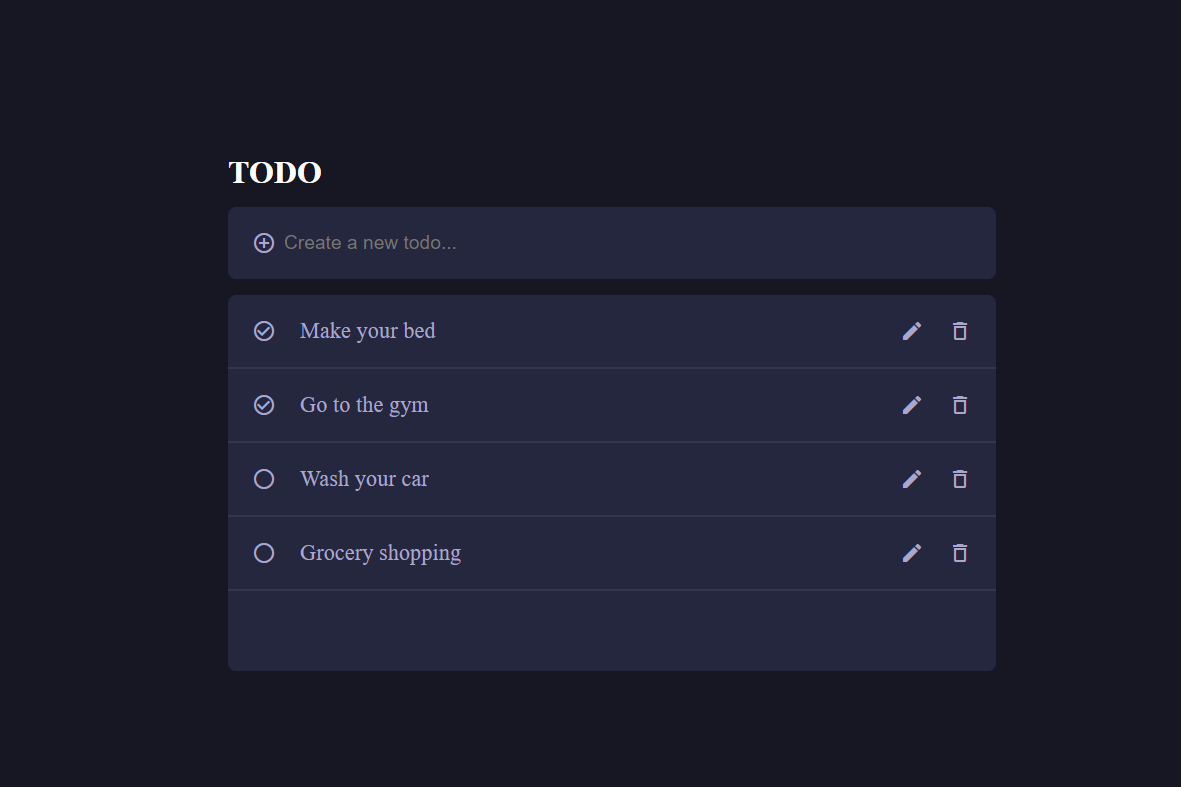 TODO
Create a new todo...
Make your bed
Go to the gym
Wash your car
Grocery shopping